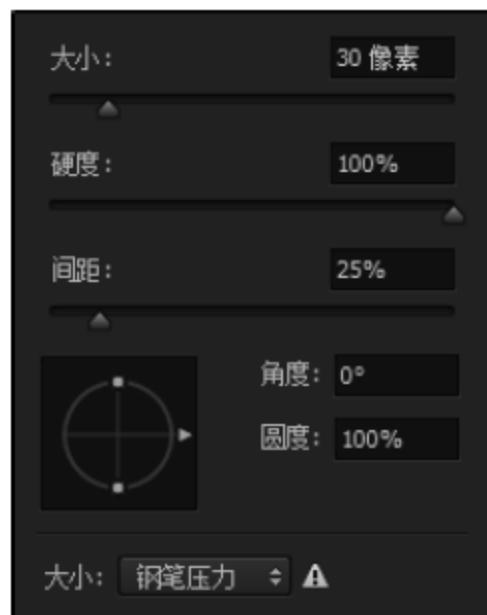 大小： 30 像素
硬度： 100%
间距： 25%
角度： 0°
圆度： 100%
大小： 钢笔压力